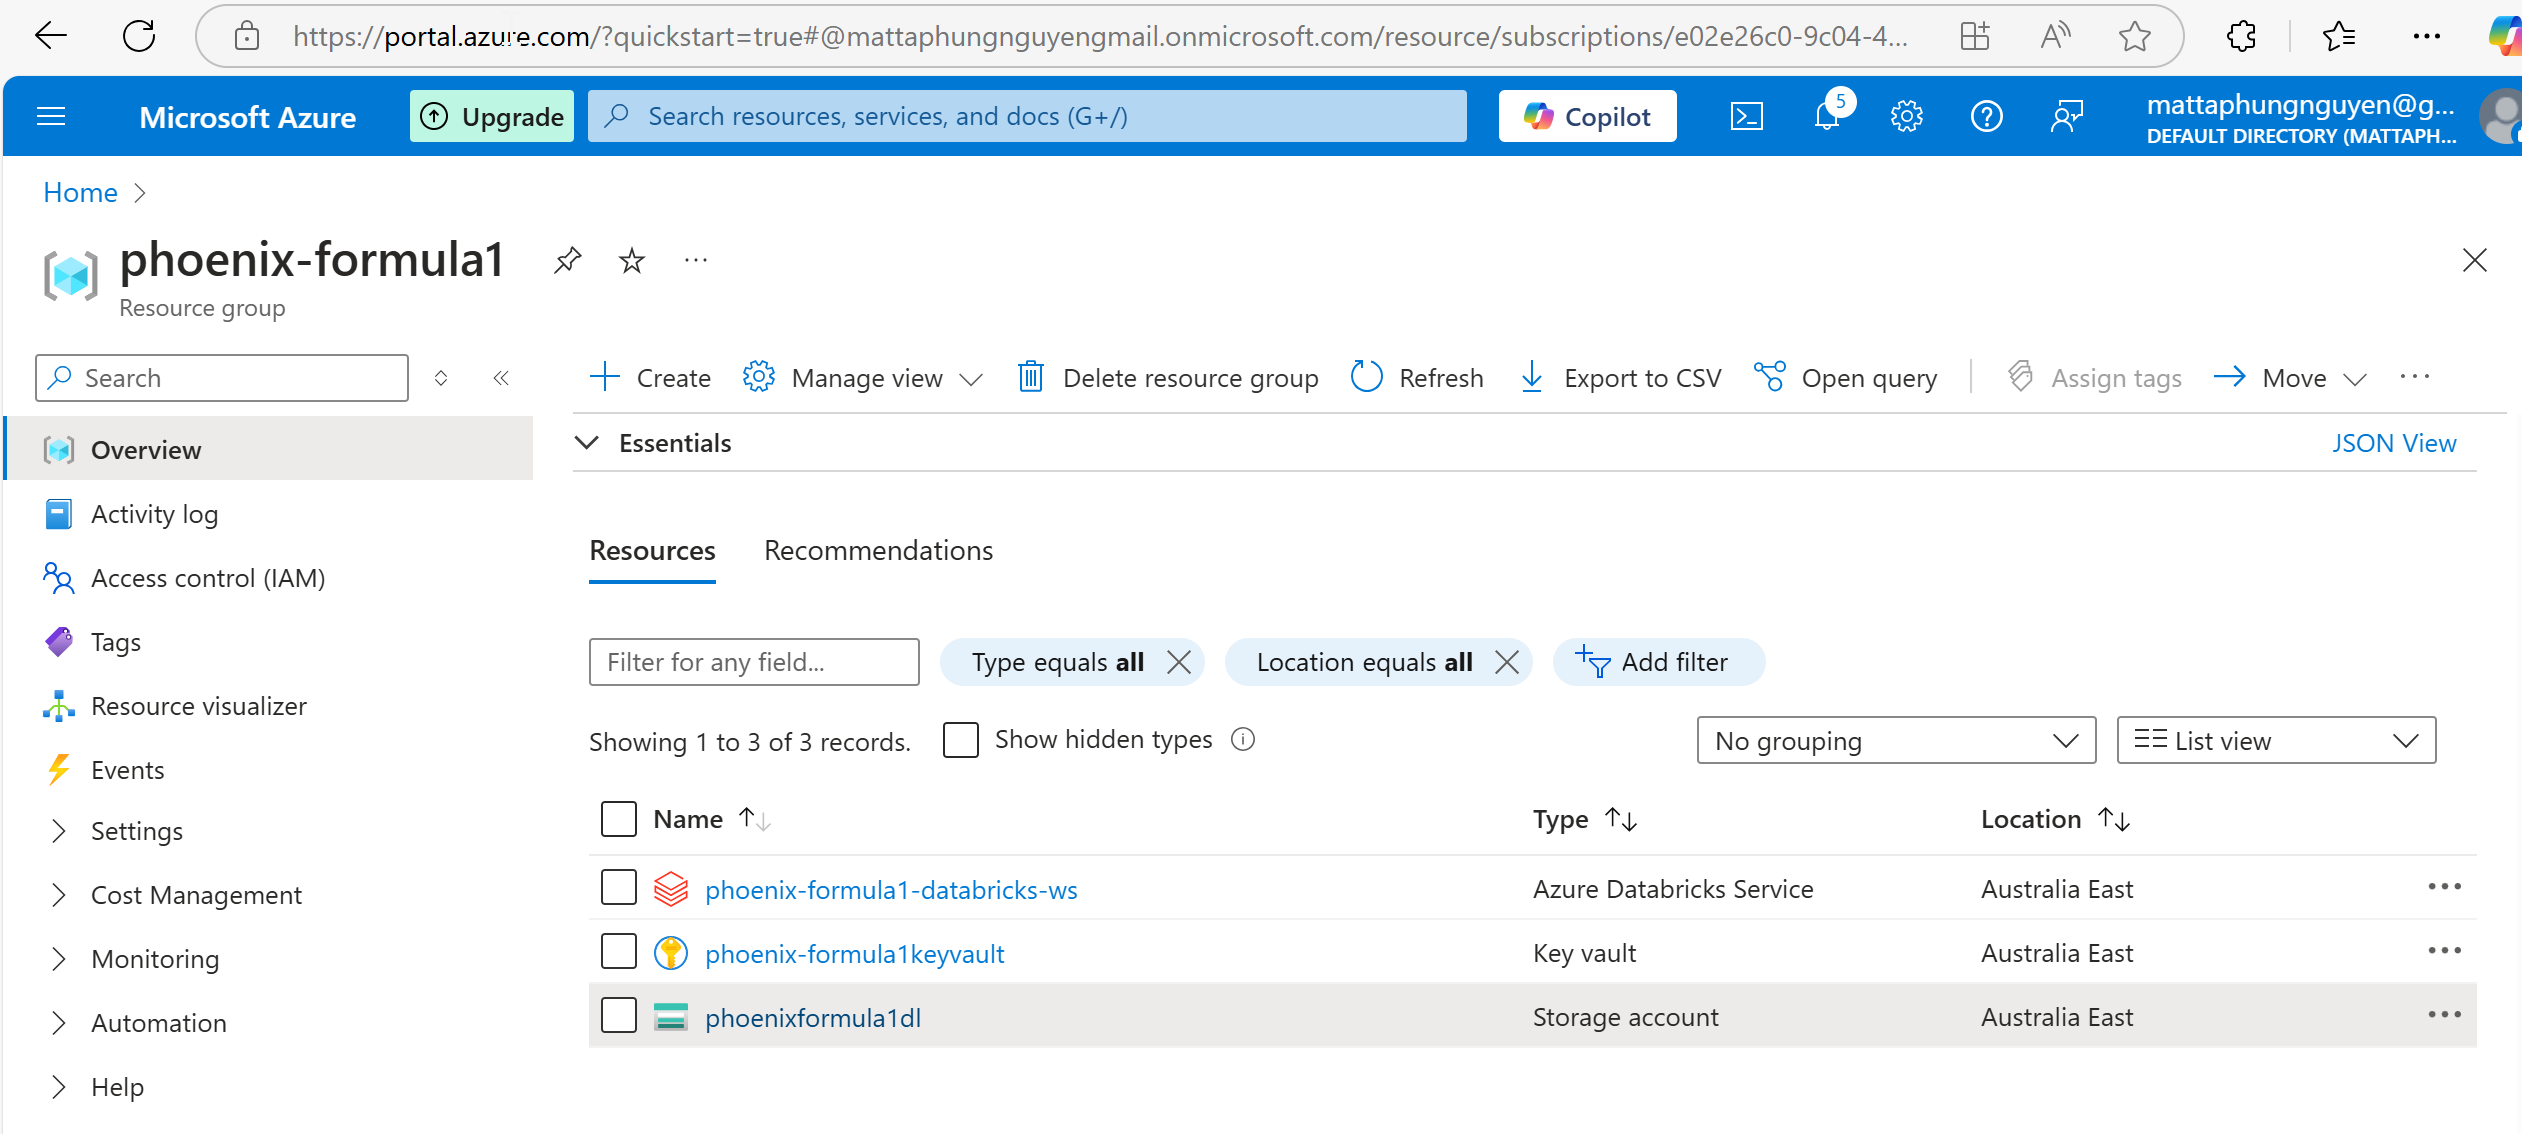 https://portal.azure.com/?quickstart=true#@mattaphungnguyengmail.onmicrosoft.com/resource/subscriptions/e02e26c0-9c04-4...
Microsoft Azure
Upgrade
Search resources, services, and docs (G+/)
Copilot
5
mattaphungnguyen@g...
DEFAULT DIRECTORY (MATTAPH...
Home
phoenix-formula1
Resource group
Search
Create
Manage view
Delete resource group
Refresh
Export to CSV
Open query
Assign tags
Move
Overview
Activity log
Access control (IAM)
Tags
Resource visualizer
Events
Settings
Cost Management
Monitoring
Automation
Help
Essentials
JSON View
Resources
Recommendations
Filter for any field...
Type equals all
Location equals all
Add filter
Showing 1 to 3 of 3 records.
Show hidden types
No grouping
List view
Name
Type
Location
phoenix-formula1-databricks-ws
Azure Databricks Service
Australia East
phoenix-formula1keyvault
Key vault
Australia East
phoenixformula1dl
Storage account
Australia East